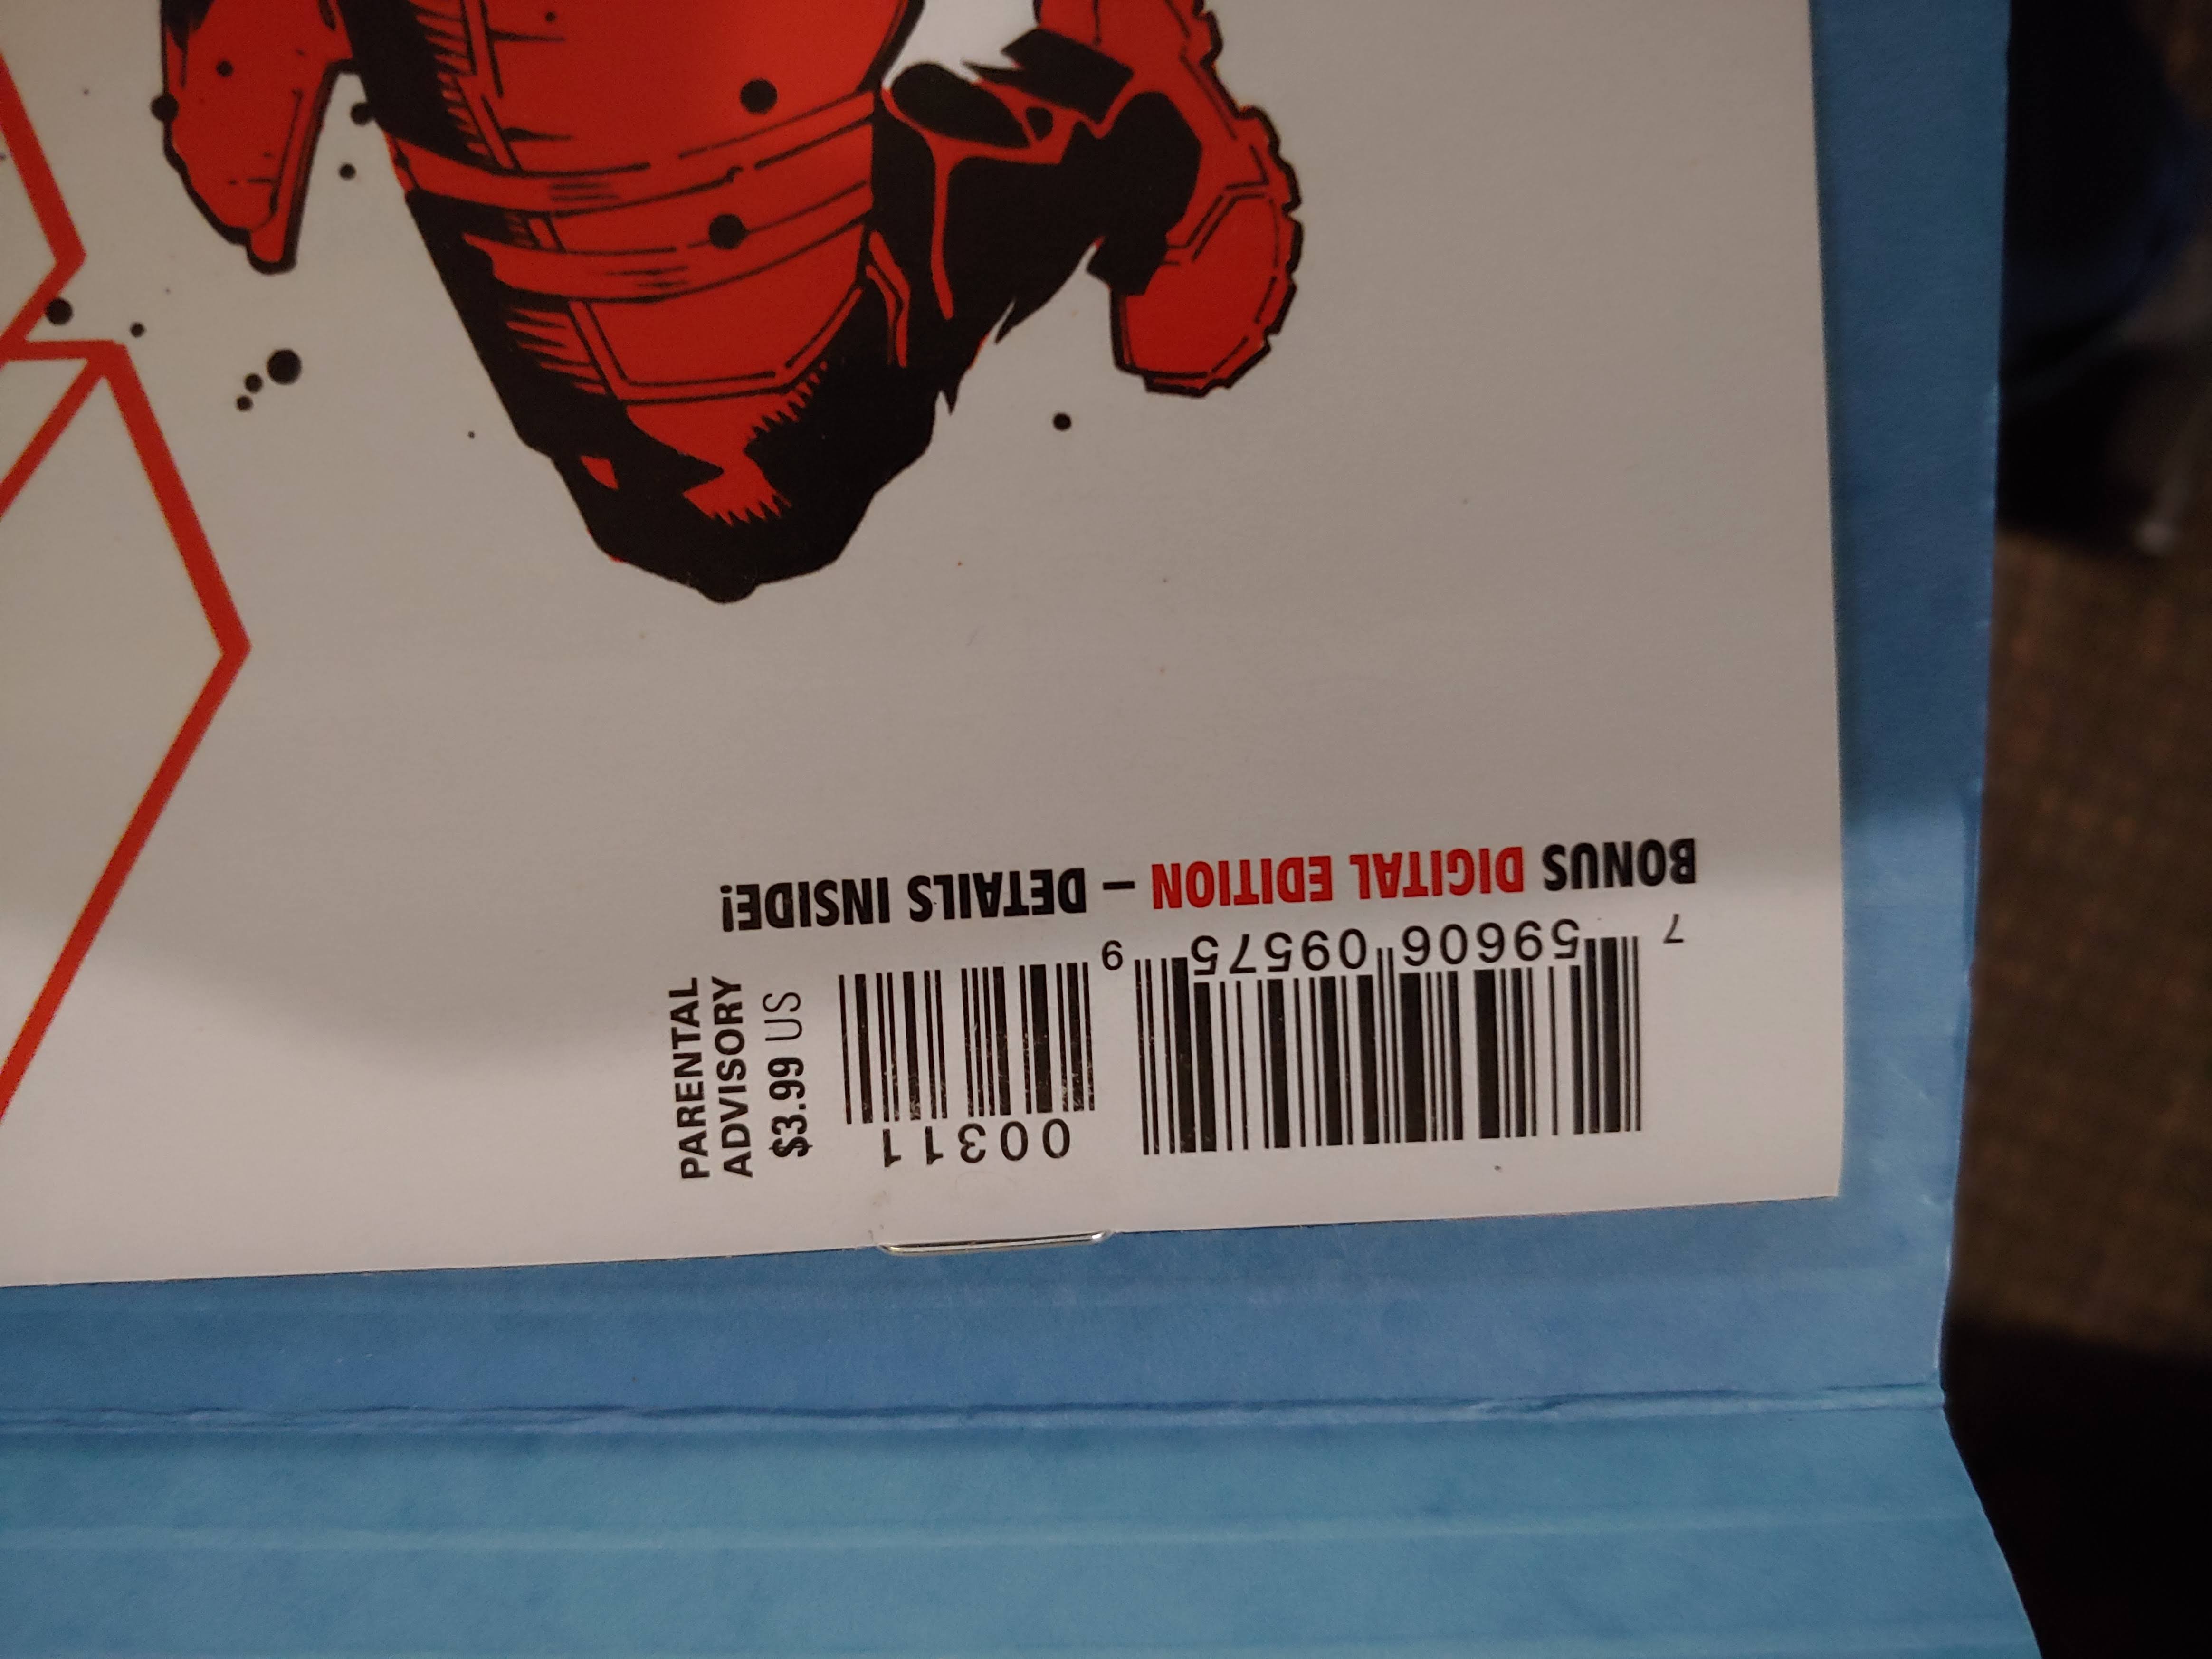 PARENTAL
ADVISORY
$3.99 US
00311
7 59606 09575 9
BONUS DIGITAL EDITION – DETAILS INSIDE!